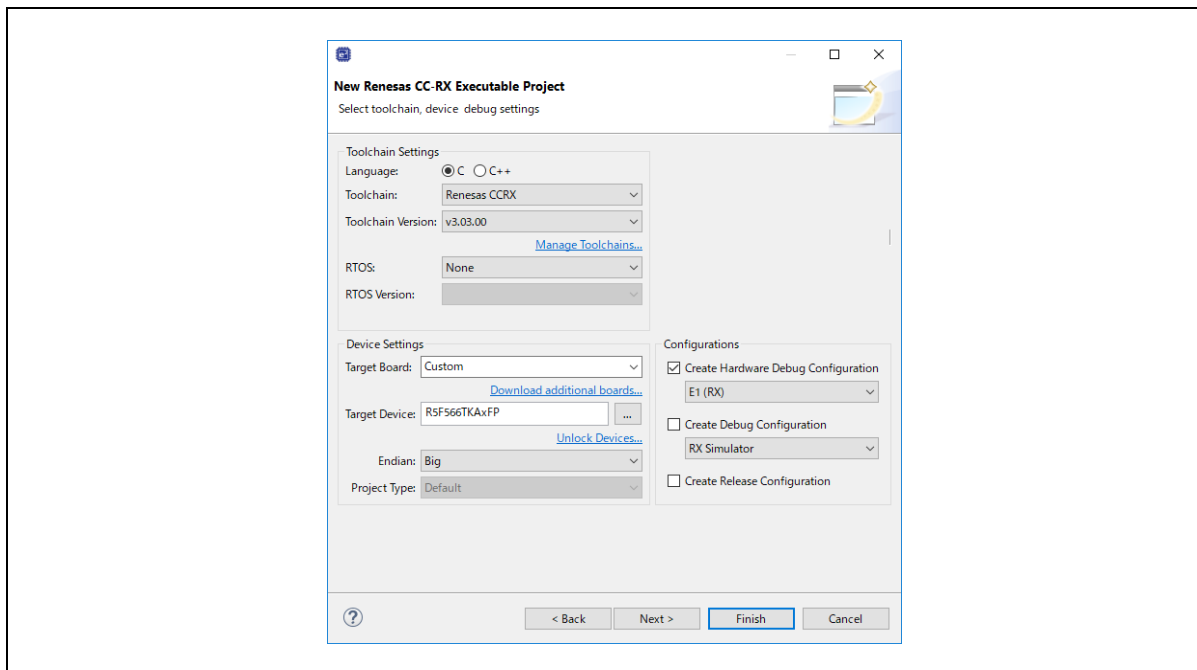 New Renesas CC-RX Executable Project
Select toolchain, device debug settings
Toolchain Settings
Language: C C++
Toolchain: Renesas CCRX
Toolchain Version: v3.03.00
Manage Toolchains...
RTOS: None
RTOS Version:
Device Settings
Target Board: Custom
Download additional boards...
Target Device: R5F566TKAxFP ...
Unlock Devices...
Endian: Big
Project Type: Default
Configurations
Create Hardware Debug Configuration
E1 (RX)
Create Debug Configuration
RX Simulator
Create Release Configuration
? < Back Next > Finish Cancel